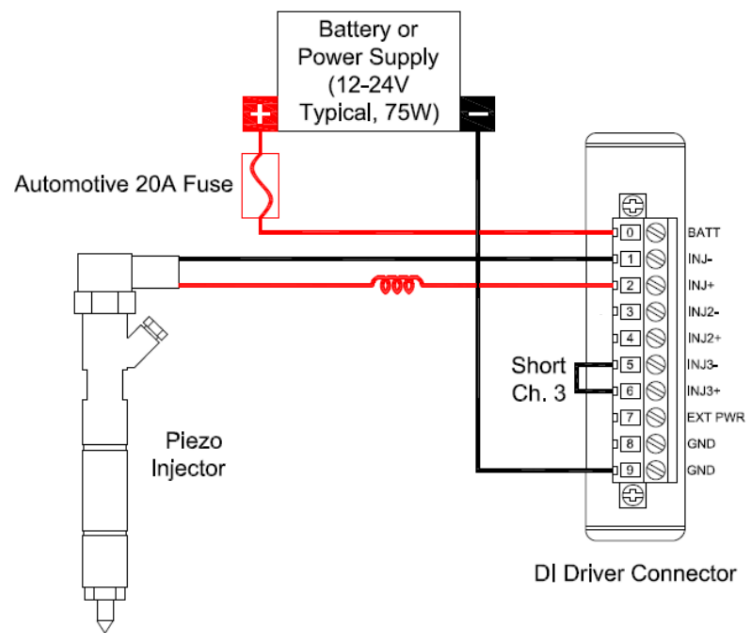 Battery or
Power Supply
(12-24V
Typical, 75W)
+
−
Automotive 20A Fuse
0 BATT
1 INJ-
2 INJ+
3 INJ2-
4 INJ2+
5 INJ3-
6 INJ3+
7 EXT PWR
8 GND
9 GND
Short
Ch. 3
Piezo
Injector
DI Driver Connector